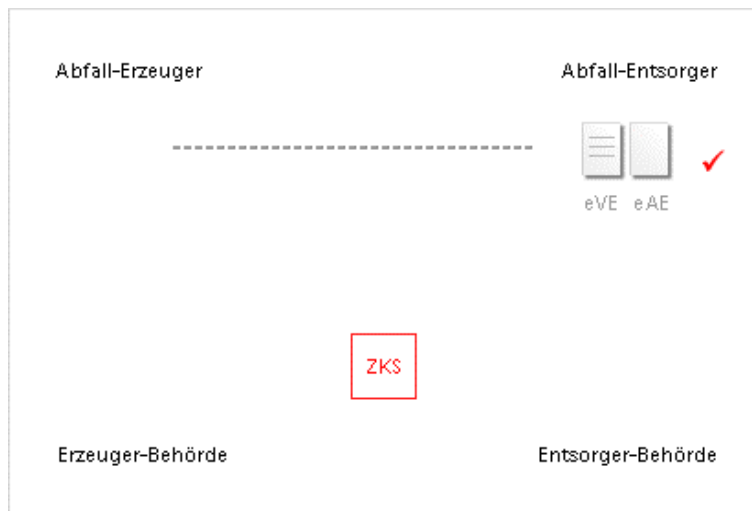 Abfall-Erzeuger
Abfall-Entsorger
eVE eAE
ZKS
Erzeuger-Behörde
Entsorger-Behörde